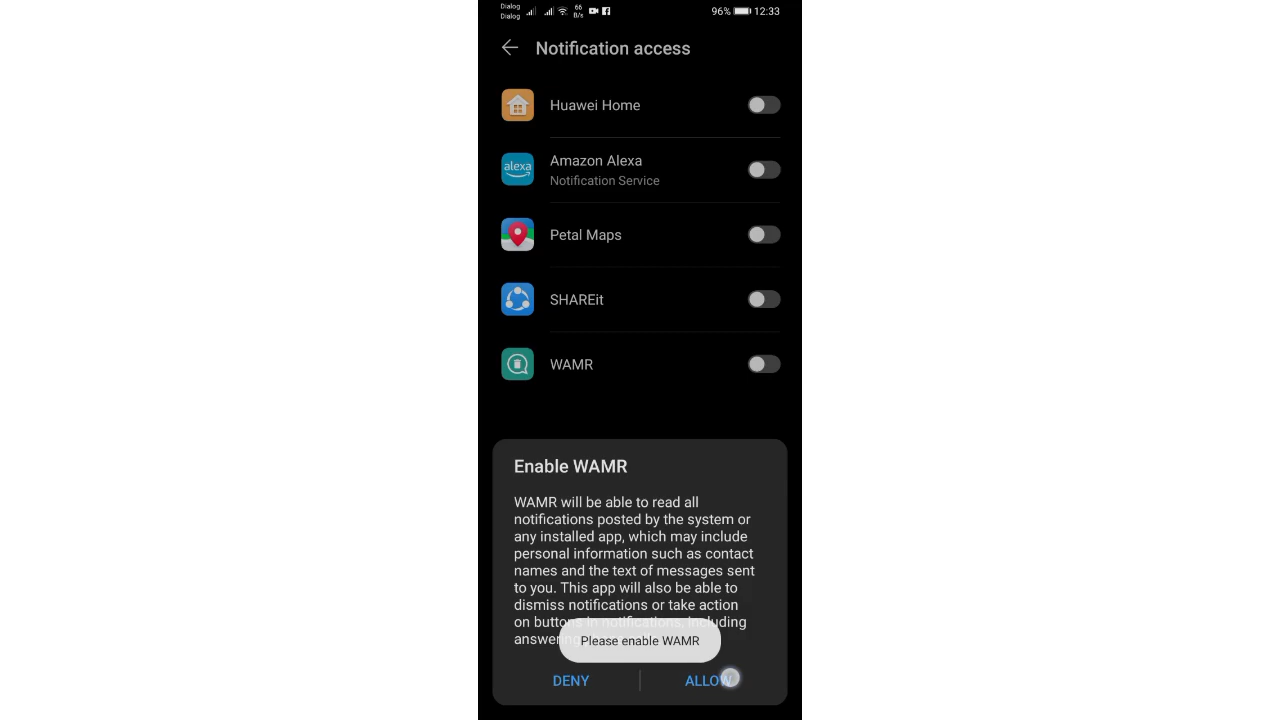 Dialog
Dialog
66
B/s
96%
12:33
Notification access
Huawei Home
alexa
Amazon Alexa
Notification Service
Petal Maps
SHAREit
WAMR
Enable WAMR
WAMR will be able to read all
notifications posted by the system or
any installed app, which may include
personal information such as contact
names and the text of messages sent
to you. This app will also be able to
dismiss notifications or take action
on buttons in notifications, including
Please enable WAMR
DENY
ALLOW